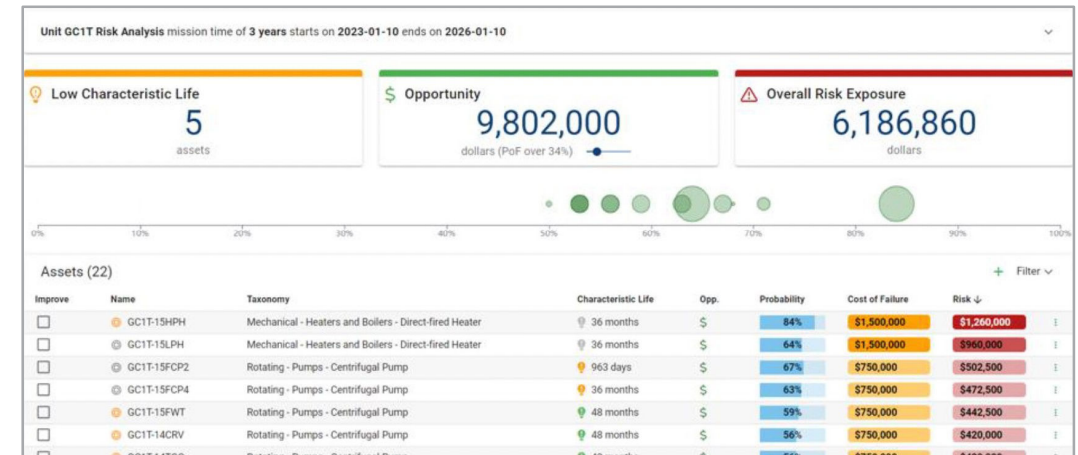 Unit GC1T Risk Analysis mission time of 3 years starts on 2023-01-10 ends on 2026-01-10
Low Characteristic Life
5
assets
$ Opportunity
9,802,000
dollars (PoF over 34%)
Overall Risk Exposure
6,186,860
dollars
0% 10% 20% 30% 40% 50% 60% 70% 80% 90% 100%
Assets (22)
+ Filter
Improve Name Taxonomy Characteristic Life Opp. Probability Cost of Failure Risk ↓
GC1T-15HPH Mechanical - Heaters and Boilers - Direct-fired Heater 36 months $ 84% $1,500,000 $1,260,000
GC1T-15LPH Mechanical - Heaters and Boilers - Direct-fired Heater 36 months $ 64% $1,500,000 $960,000
GC1T-15FCP2 Rotating - Pumps - Centrifugal Pump 963 days $ 67% $750,000 $502,500
GC1T-15FCP4 Rotating - Pumps - Centrifugal Pump 36 months $ 63% $750,000 $472,500
GC1T-15FWT Rotating - Pumps - Centrifugal Pump 48 months $ 59% $750,000 $442,500
GC1T-14CRV Rotating - Pumps - Centrifugal Pump 48 months $ 56% $750,000 $420,000